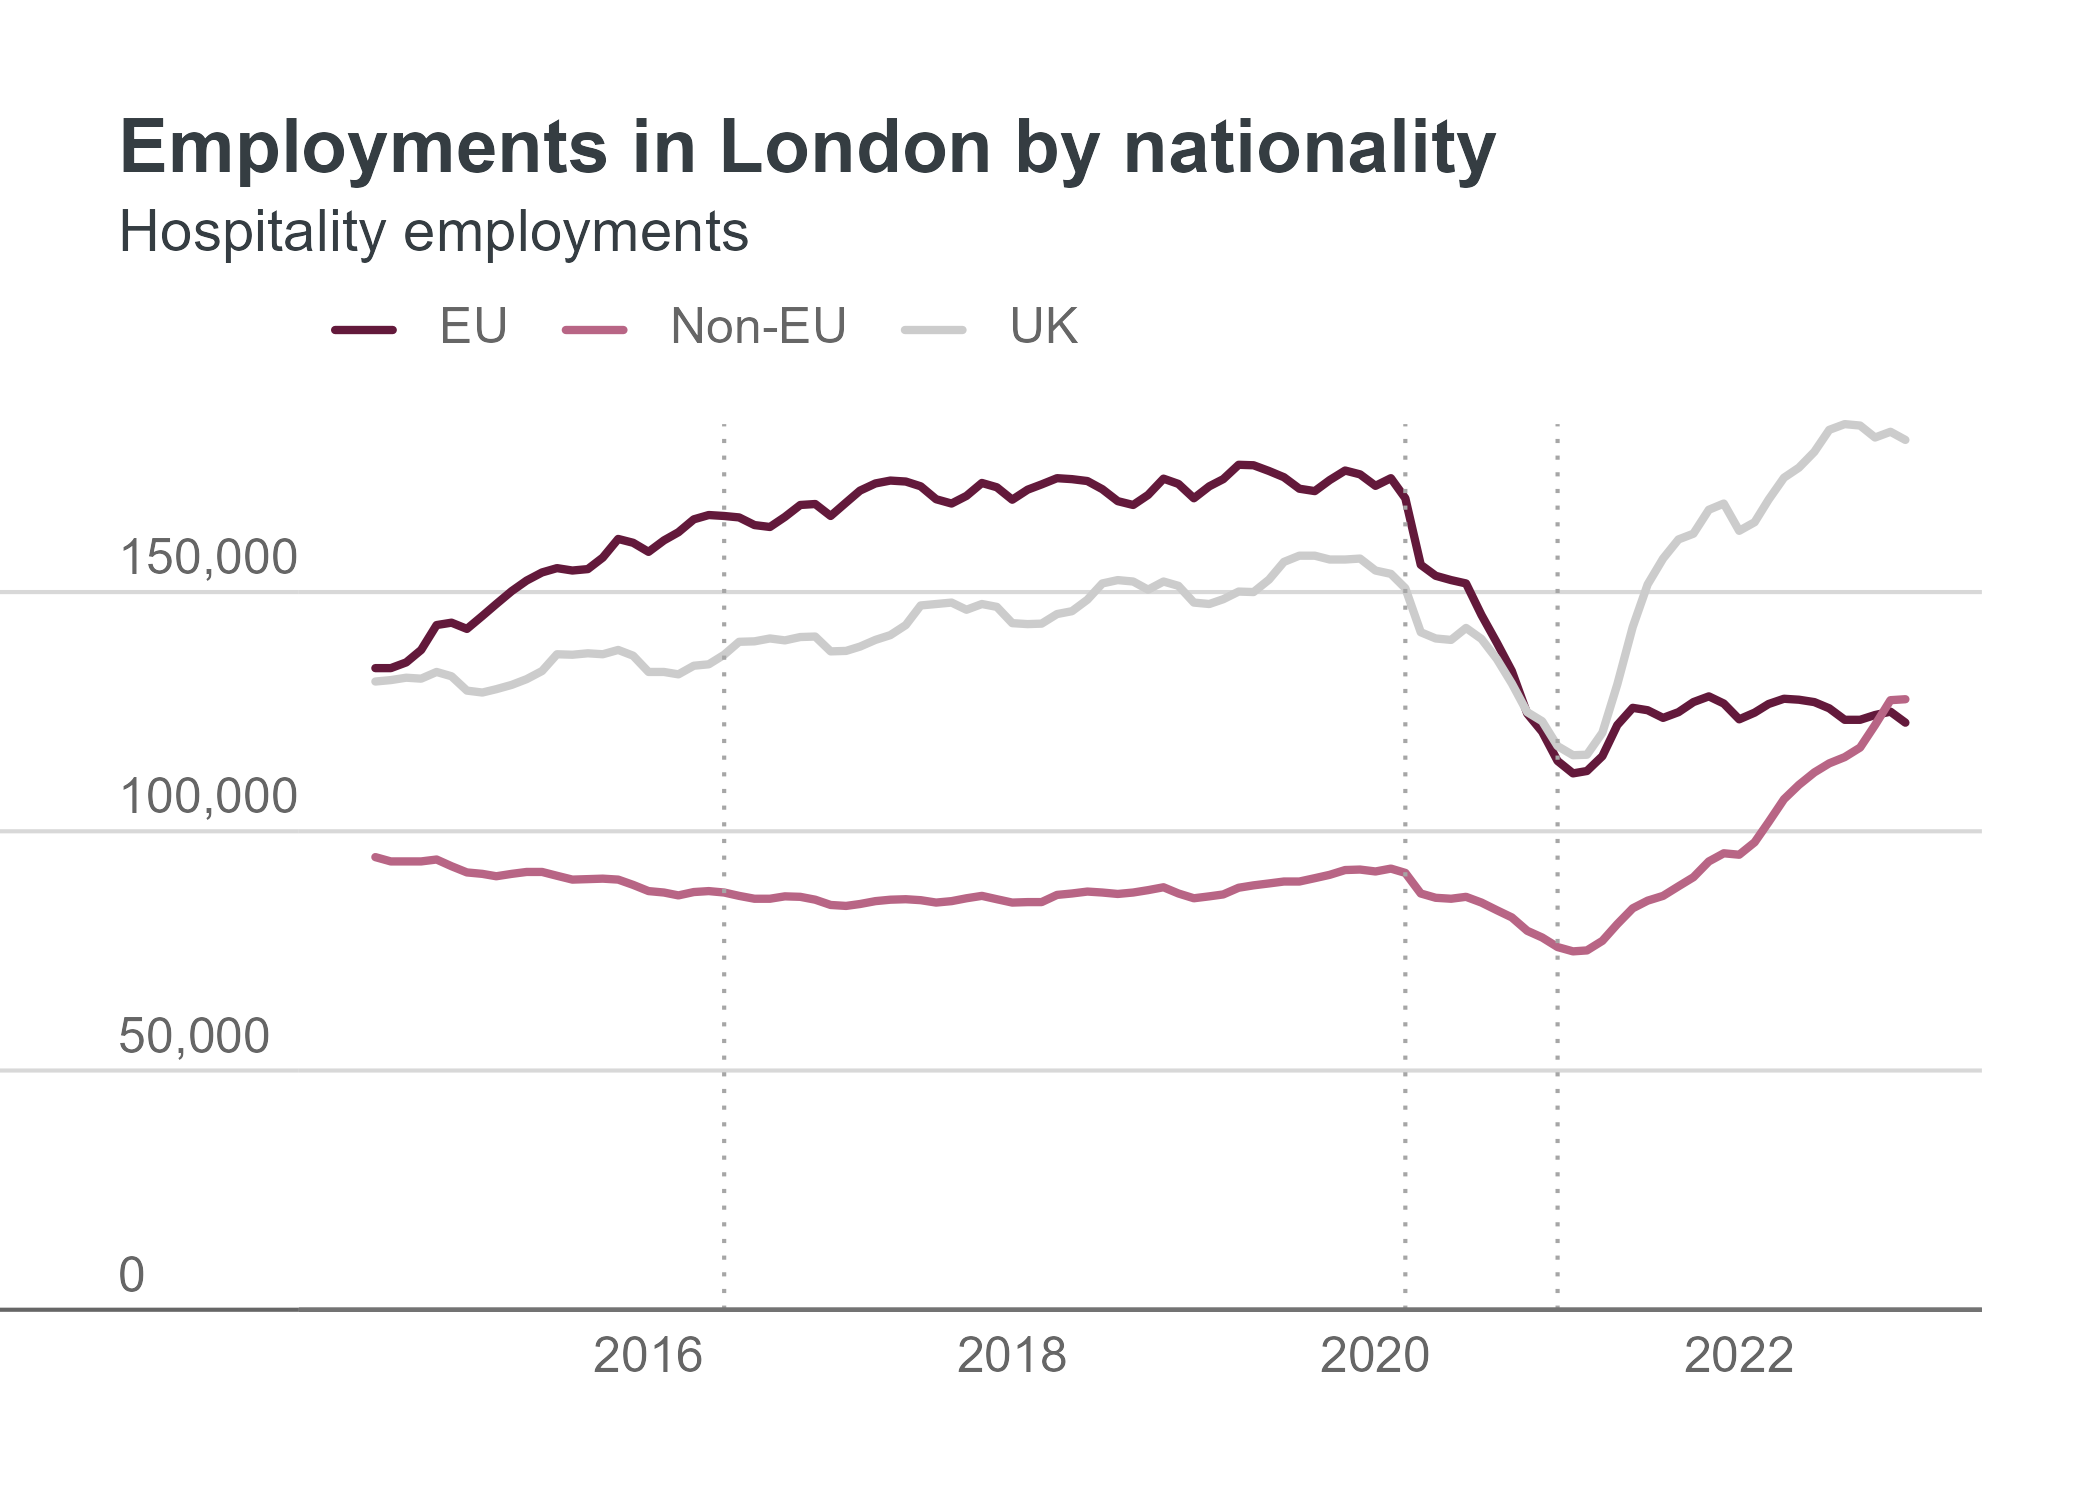 Employments in London by nationality
Hospitality employments
EU Non-EU UK
150,000
100,000
50,000
0
2016 2018 2020 2022